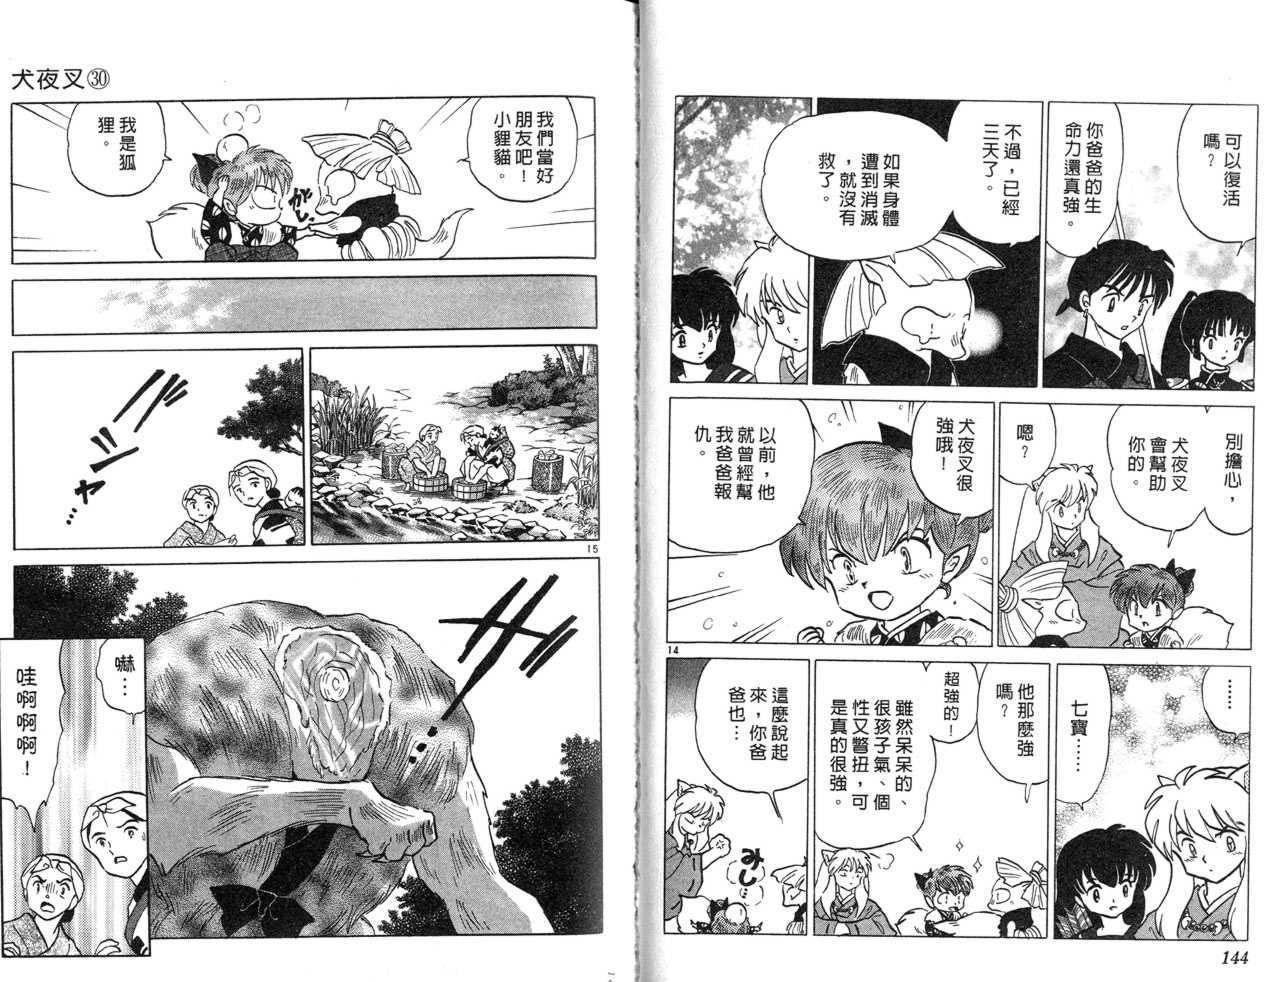 可以復活
嗎？
你爸爸的生
命力還真強。
不過，已經
三天了。
如果身體
遭到消滅
，就沒有
救了。
別擔心，
犬夜叉
會幫助
你的。
嗯？
犬夜叉很
強哦！
以前，他
就曾經幫
我爸爸報
仇。
14
……
七寶……
他那麼強
嗎？
超強的！
雖然呆呆的、
很孩子氣、個
性又彆扭，可
是真的很強。
這麼說起
來，你爸
爸也…
みし…
144
犬夜叉㉚
我們當好
朋友吧！
小貍貓。
がし
我是狐
狸。
15
嚇…
哇啊啊啊！